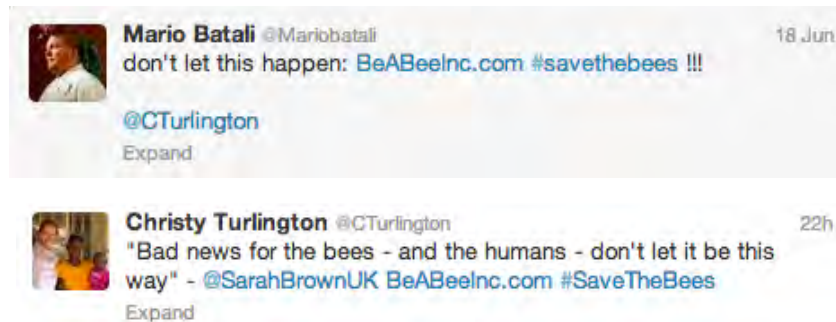 Mario Batali @Mariobatali 18 Jun
don't let this happen: BeABeeInc.com #savethebees !!!
@CTurlington
Expand
Christy Turlington @CTurlington 22h
"Bad news for the bees - and the humans - don't let it be this
way" - @SarahBrownUK BeABeeInc.com #SaveTheBees
Expand